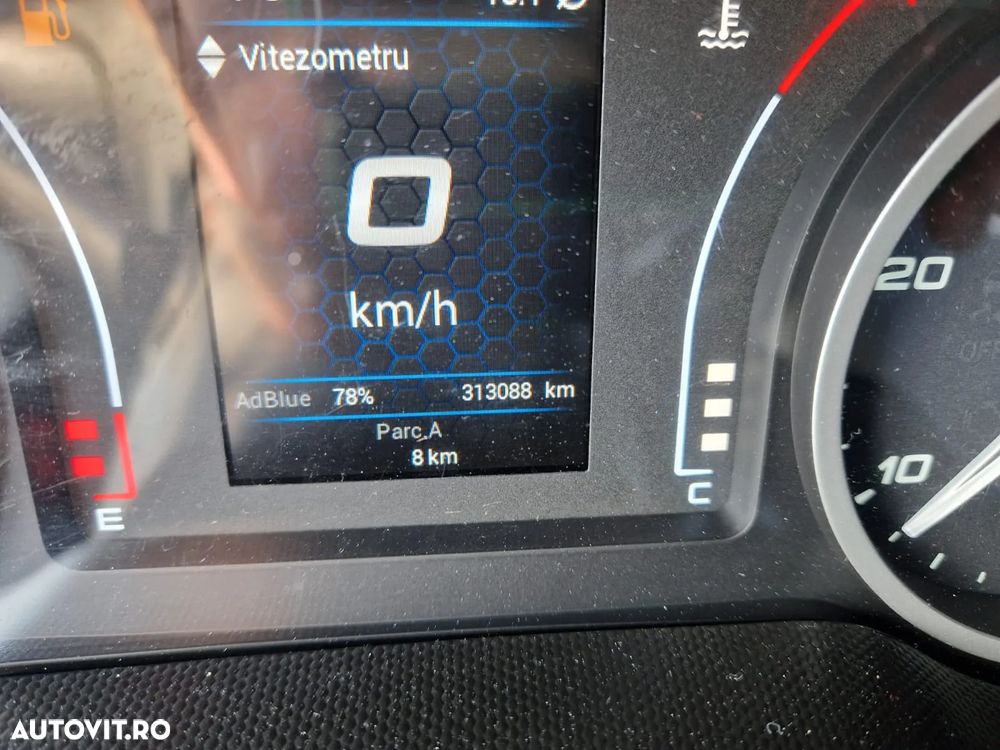 Vitezometru
0
km/h
AdBlue 78% 313088 km
Parc.A
8 km
E
C
20
10
AUTOVIT.RO